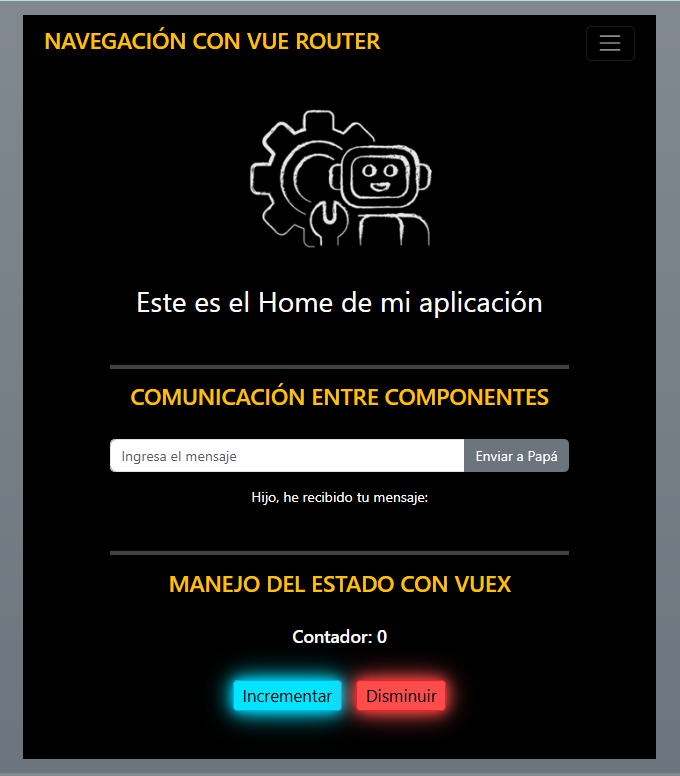 NAVEGACIÓN CON VUE ROUTER
Este es el Home de mi aplicación
COMUNICACIÓN ENTRE COMPONENTES
Ingresa el mensaje
Enviar a Papá
Hijo, he recibido tu mensaje:
MANEJO DEL ESTADO CON VUEX
Contador: 0
Incrementar
Disminuir